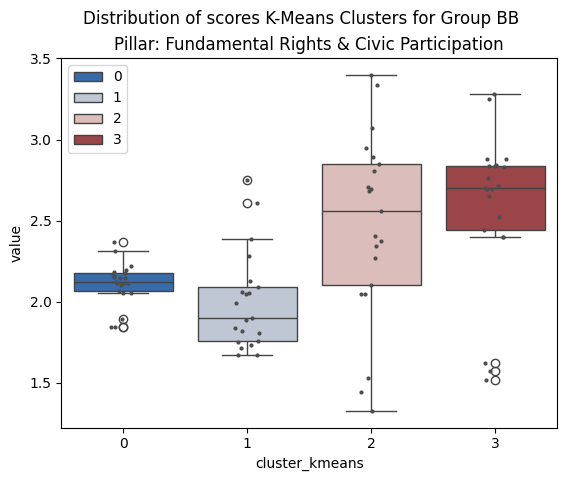 Distribution of scores K-Means Clusters for Group BB
Pillar: Fundamental Rights & Civic Participation
0
1
2
3
3.5
3.0
2.5
2.0
1.5
value
0 1 2 3
cluster_kmeans